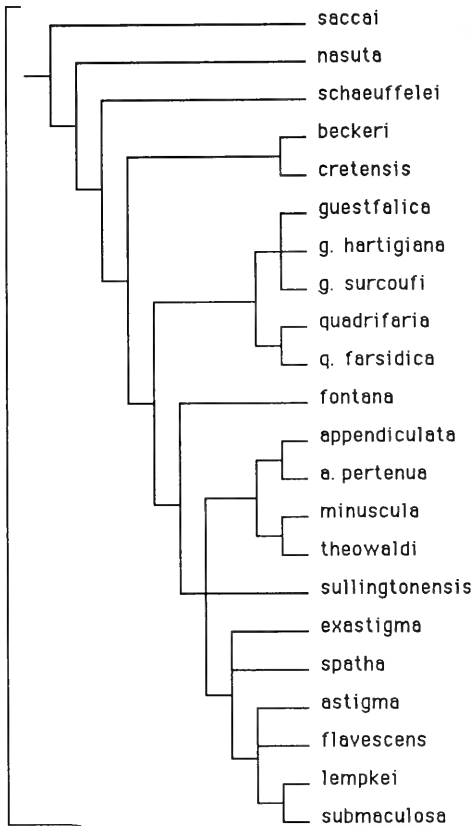 saccai
nasuta
schaeuffelei
beckeri
cretensis
guestfalica
g. hartigiana
g. surcoufi
quadrifaria
q. farsidica
fontana
appendiculata
a. pertenua
minuscula
theowaldi
sullingtonensis
exastigma
spatha
astigma
flavescens
lempkei
submaculosa